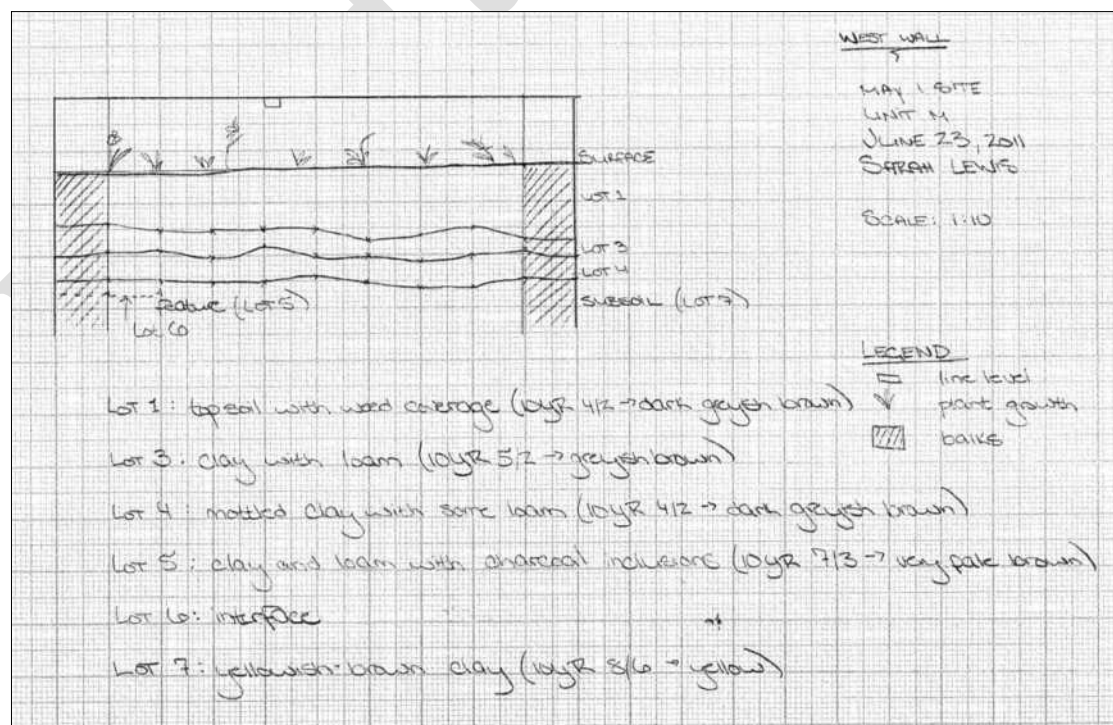 WEST WALL
MAY 1 SITE
UNIT M
JUNE 23, 2011
SARAH LEWIS
SCALE: 1:10
SURFACE
LOT 1
LOT 3
LOT 4
SUBSOIL (LOT 7)
feature (LOT 5)
Lot 6
LEGEND
line level
plant growth
balks
LOT 1: topsoil with weed coverage (10YR 4/2 → dark greyish brown)
LOT 3: clay with loam (10YR 5/2 → greyish brown)
LOT 4: mottled clay with some loam (10YR 4/2 → dark greyish brown)
LOT 5: clay and loam with charcoal inclusions (10YR 7/3 → very pale brown)
LOT 6: interface
LOT 7: yellowish-brown clay (10YR 8/6 → yellow)